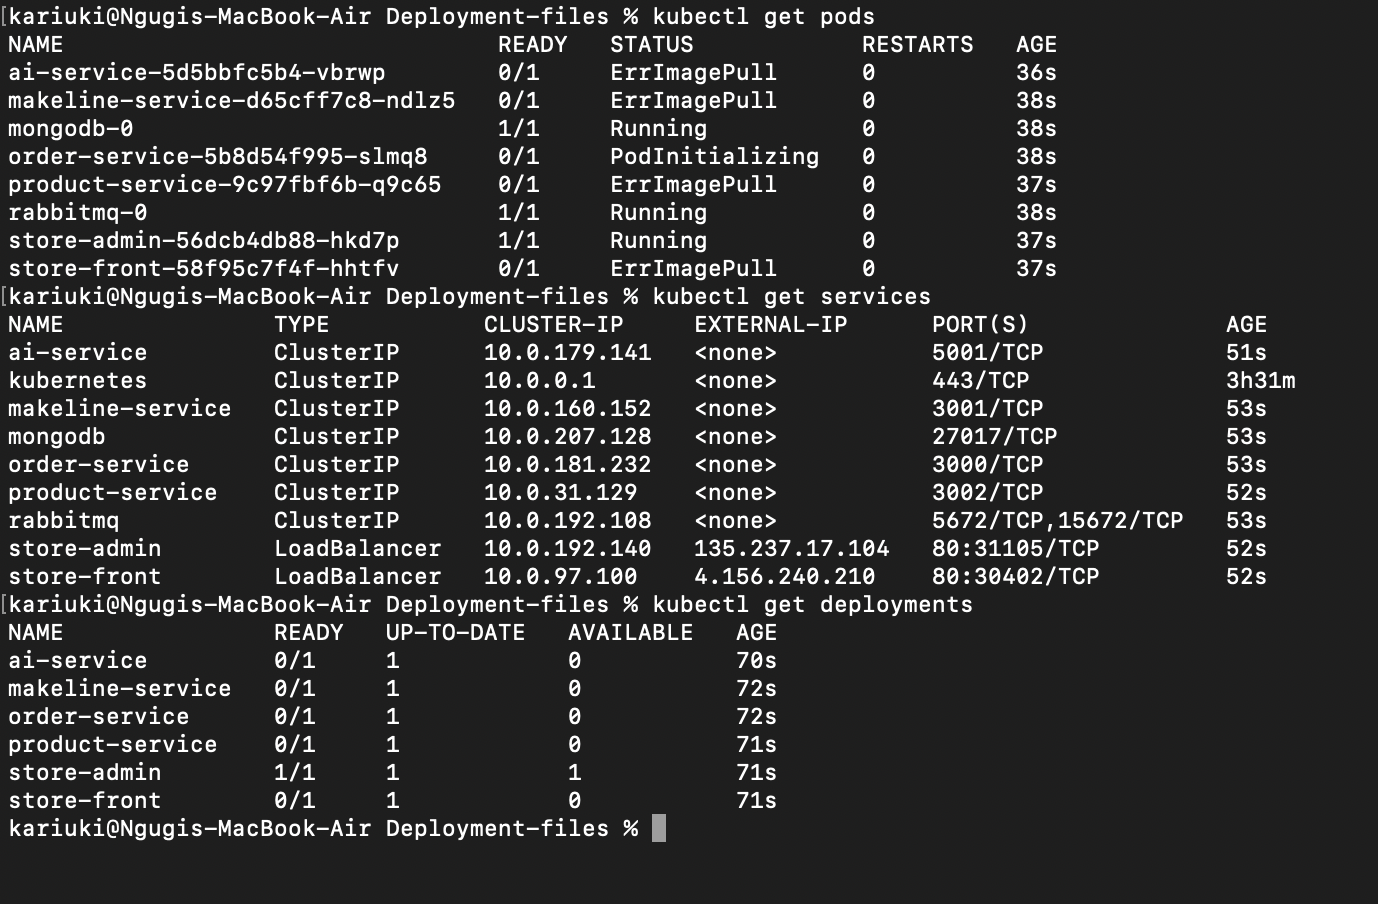 [kariuki@Ngugis-MacBook-Air Deployment-files % kubectl get pods
NAME READY STATUS RESTARTS AGE
ai-service-5d5bbfc5b4-vbrwp 0/1 ErrImagePull 0 36s
makeline-service-d65cff7c8-ndlz5 0/1 ErrImagePull 0 38s
mongodb-0 1/1 Running 0 38s
order-service-5b8d54f995-slmq8 0/1 PodInitializing 0 38s
product-service-9c97fbf6b-q9c65 0/1 ErrImagePull 0 37s
rabbitmq-0 1/1 Running 0 38s
store-admin-56dcb4db88-hkd7p 1/1 Running 0 37s
store-front-58f95c7f4f-hhtfv 0/1 ErrImagePull 0 37s
[kariuki@Ngugis-MacBook-Air Deployment-files % kubectl get services
NAME TYPE CLUSTER-IP EXTERNAL-IP PORT(S) AGE
ai-service ClusterIP 10.0.179.141 <none> 5001/TCP 51s
kubernetes ClusterIP 10.0.0.1 <none> 443/TCP 3h31m
makeline-service ClusterIP 10.0.160.152 <none> 3001/TCP 53s
mongodb ClusterIP 10.0.207.128 <none> 27017/TCP 53s
order-service ClusterIP 10.0.181.232 <none> 3000/TCP 53s
product-service ClusterIP 10.0.31.129 <none> 3002/TCP 52s
rabbitmq ClusterIP 10.0.192.108 <none> 5672/TCP,15672/TCP 53s
store-admin LoadBalancer 10.0.192.140 135.237.17.104 80:31105/TCP 52s
store-front LoadBalancer 10.0.97.100 4.156.240.210 80:30402/TCP 52s
[kariuki@Ngugis-MacBook-Air Deployment-files % kubectl get deployments
NAME READY UP-TO-DATE AVAILABLE AGE
ai-service 0/1 1 0 70s
makeline-service 0/1 1 0 72s
order-service 0/1 1 0 72s
product-service 0/1 1 0 71s
store-admin 1/1 1 1 71s
store-front 0/1 1 0 71s
kariuki@Ngugis-MacBook-Air Deployment-files %